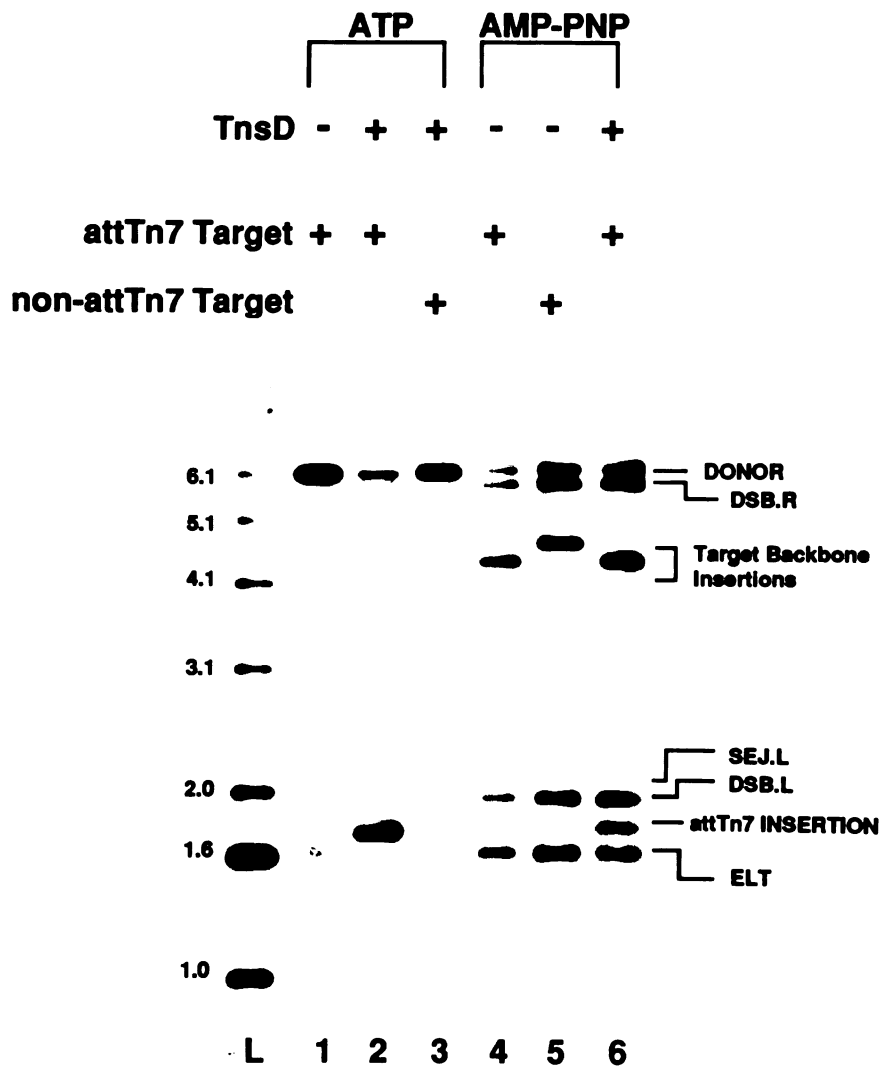 ATP AMP-PNP
TnsD - + + - - +
attTn7 Target + + + +
non-attTn7 Target + +
6.1
5.1
4.1
3.1
2.0
1.6
1.0
DONOR
DSB.R
Target Backbone
Insertions
SEJ.L
DSB.L
attTn7 INSERTION
ELT
L 1 2 3 4 5 6